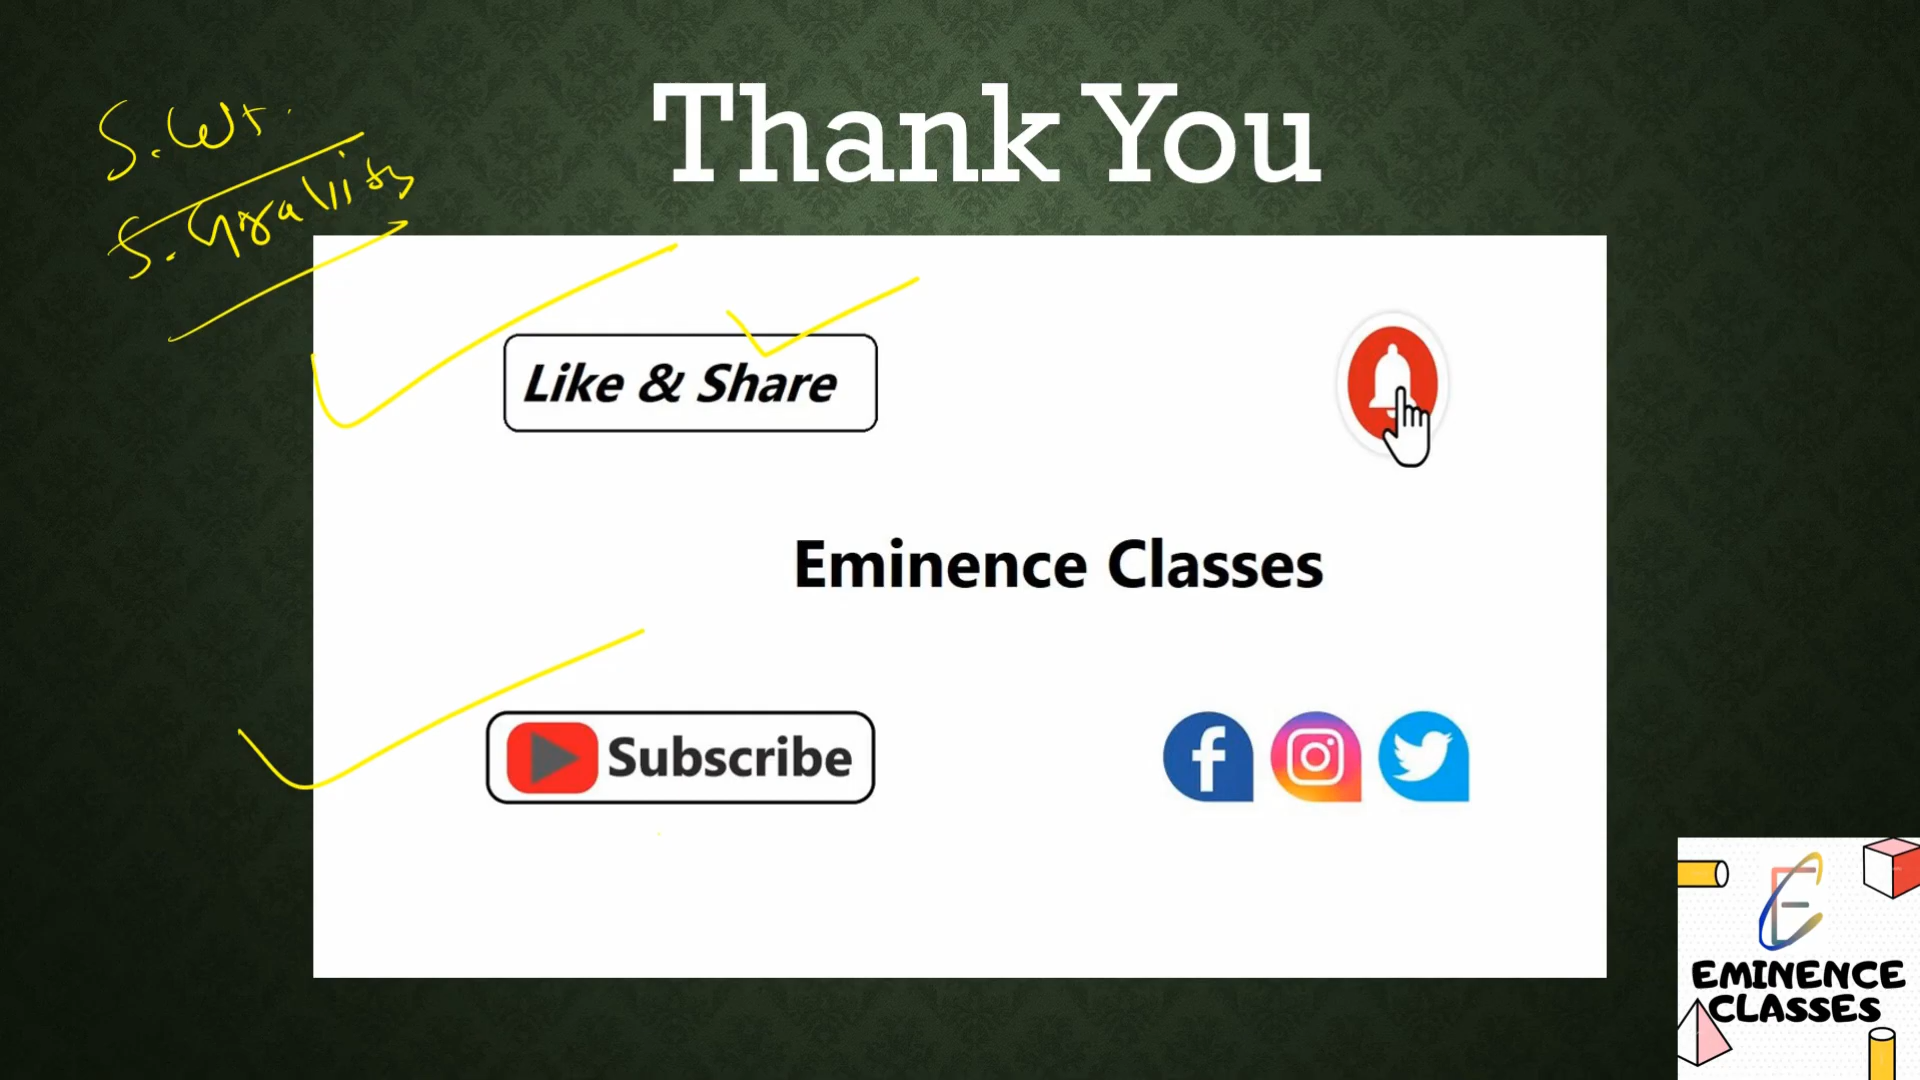 Thank You
S.Wt.
S.Gravity
Like & Share
Eminence Classes
Subscribe
EMINENCE
CLASSES